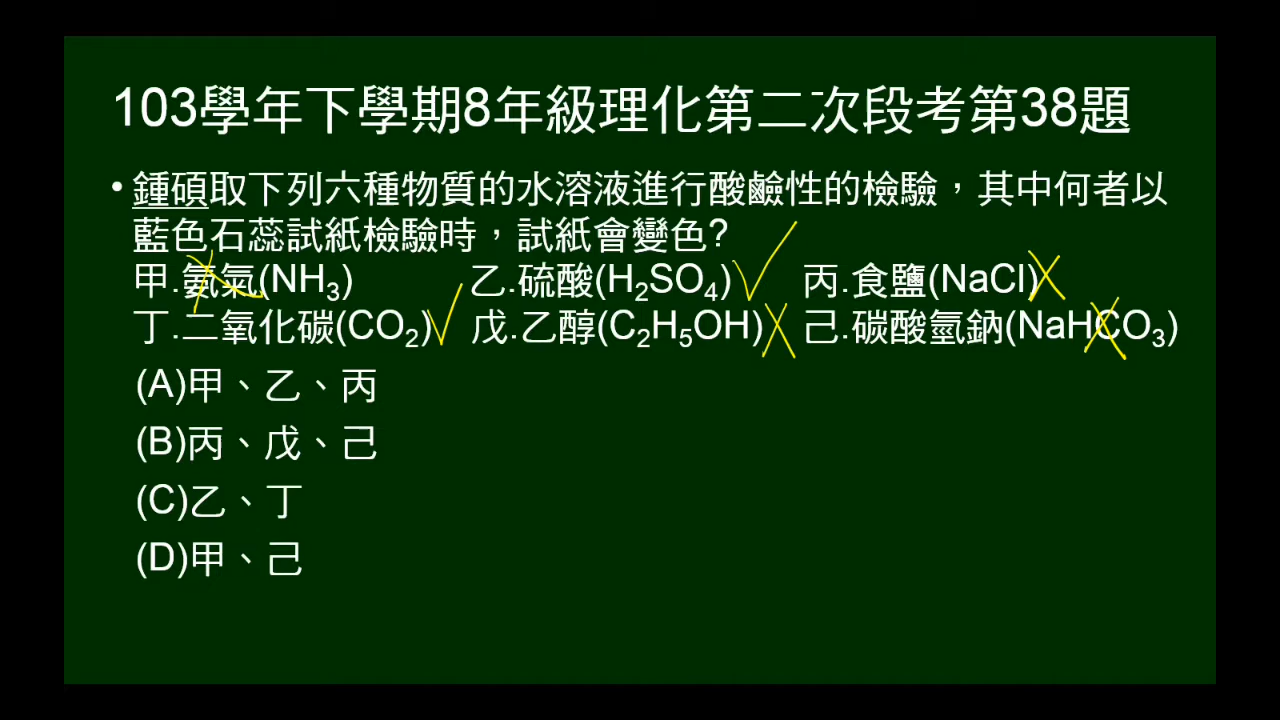 103學年下學期8年級理化第二次段考第38題
• 鍾碩取下列六種物質的水溶液進行酸鹼性的檢驗，其中何者以
藍色石蕊試紙檢驗時，試紙會變色?
甲.氨氣(NH₃) 乙.硫酸(H₂SO₄) 丙.食鹽(NaCl)
丁.二氧化碳(CO₂) 戊.乙醇(C₂H₅OH) 己.碳酸氫鈉(NaHCO₃)
(A)甲、乙、丙
(B)丙、戊、己
(C)乙、丁
(D)甲、己